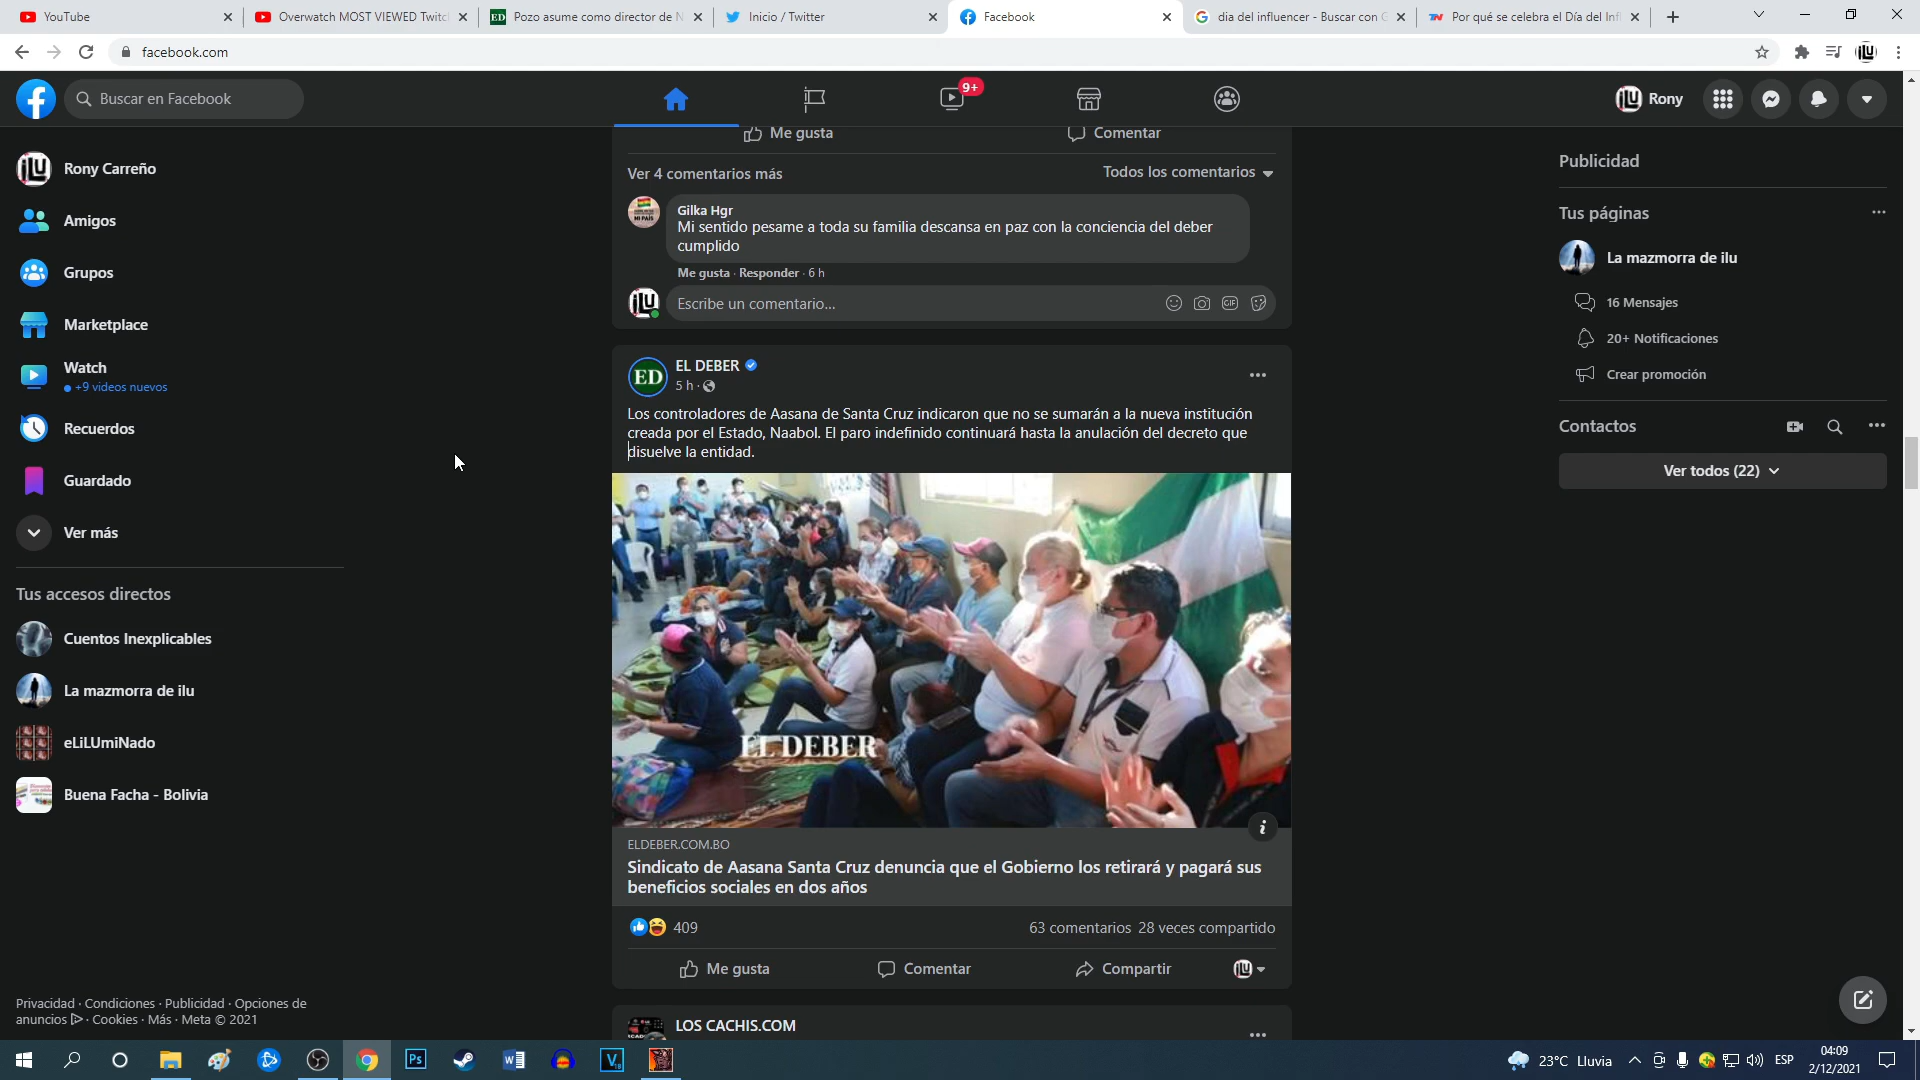 YouTube
Overwatch MOST VIEWED Twitc
Pozo asume como director de N
Inicio / Twitter
Facebook
dia del influencer - Buscar con G
Por qué se celebra el Día del Infl
facebook.com
Buscar en Facebook
9+
Rony
Rony Carreño
Amigos
Grupos
Marketplace
Watch
+9 videos nuevos
Recuerdos
Guardado
Ver más
Tus accesos directos
Cuentos Inexplicables
La mazmorra de ilu
eLiLUmiNado
Buena Facha - Bolivia
Privacidad · Condiciones · Publicidad · Opciones de
anuncios · Cookies · Más · Meta © 2021
Me gusta Comentar
Ver 4 comentarios más Todos los comentarios
Gilka Hgr
Mi sentido pesame a toda su familia descansa en paz con la conciencia del deber
cumplido
Me gusta · Responder · 6 h
Escribe un comentario...
GIF
ED
EL DEBER
5 h ·
Los controladores de Aasana de Santa Cruz indicaron que no se sumarán a la nueva institución
creada por el Estado, Naabol. El paro indefinido continuará hasta la anulación del decreto que
disuelve la entidad.
EL DEBER
ELDEBER.COM.BO
Sindicato de Aasana Santa Cruz denuncia que el Gobierno los retirará y pagará sus
beneficios sociales en dos años
409 63 comentarios 28 veces compartido
Me gusta Comentar Compartir
LOS CACHIS.COM
Publicidad
Tus páginas
La mazmorra de ilu
16 Mensajes
20+ Notificaciones
Crear promoción
Contactos
Ver todos (22)
23°C Lluvia
ESP
04:09
2/12/2021